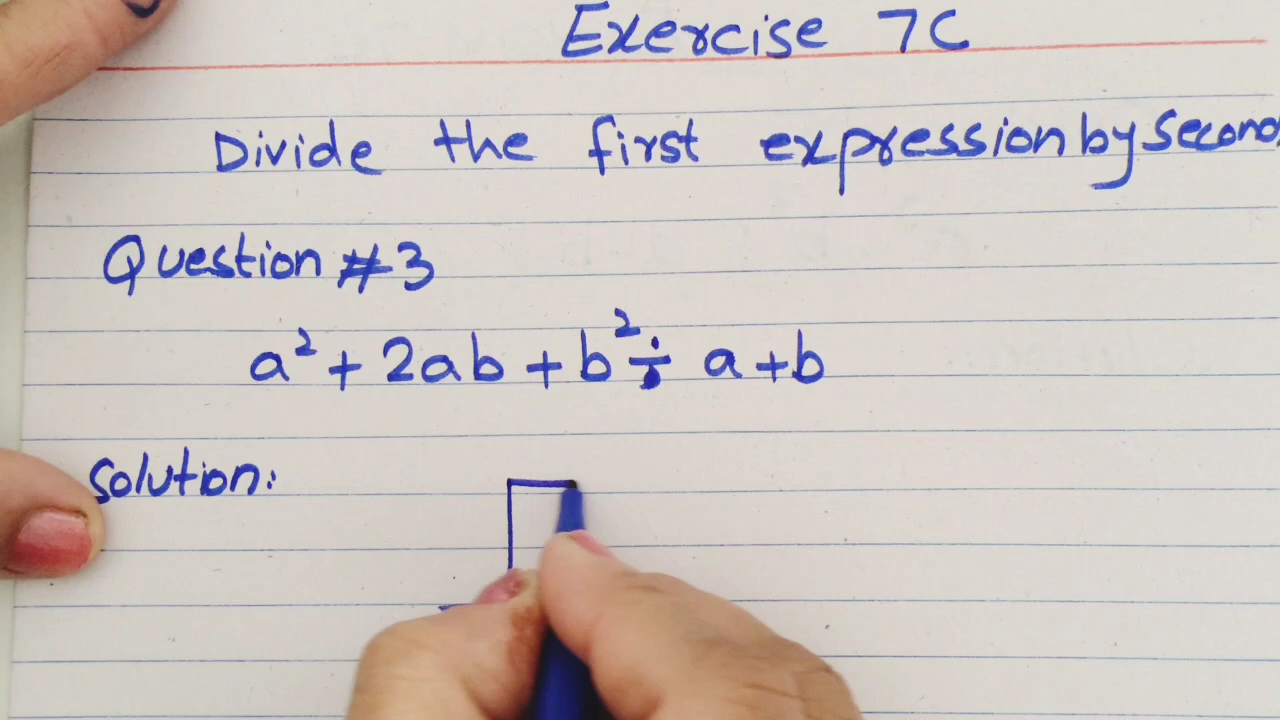 Exercise 7C
Divide the first expression by Second
Question #3
a² + 2ab + b² ÷ a + b
Solution: